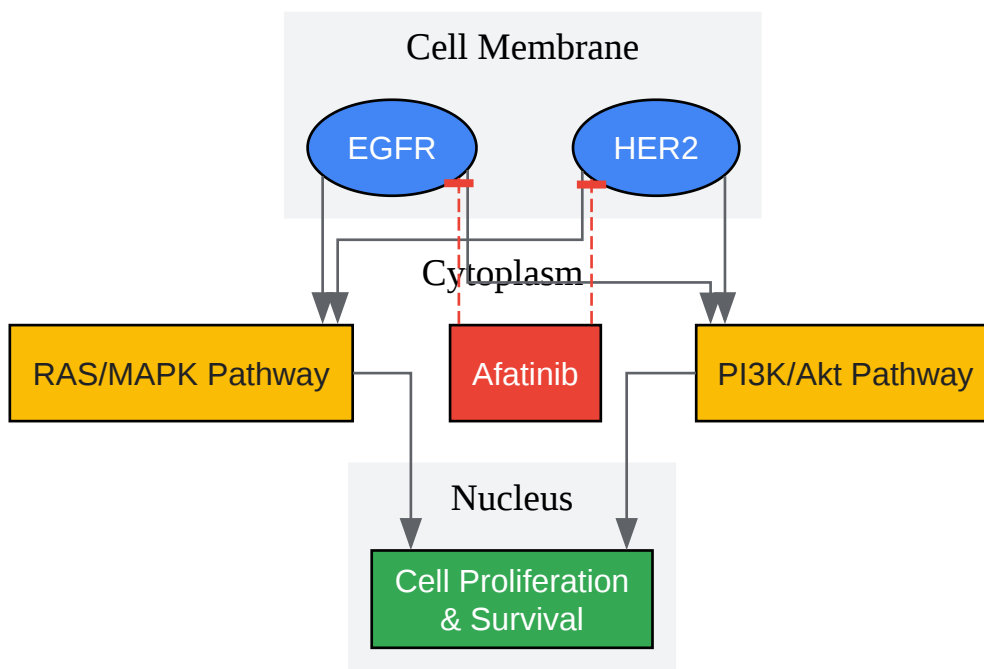 Cell Membrane
EGFR
HER2
Cytoplasm
RAS/MAPK Pathway
Afatinib
PI3K/Akt Pathway
Nucleus
Cell Proliferation
& Survival